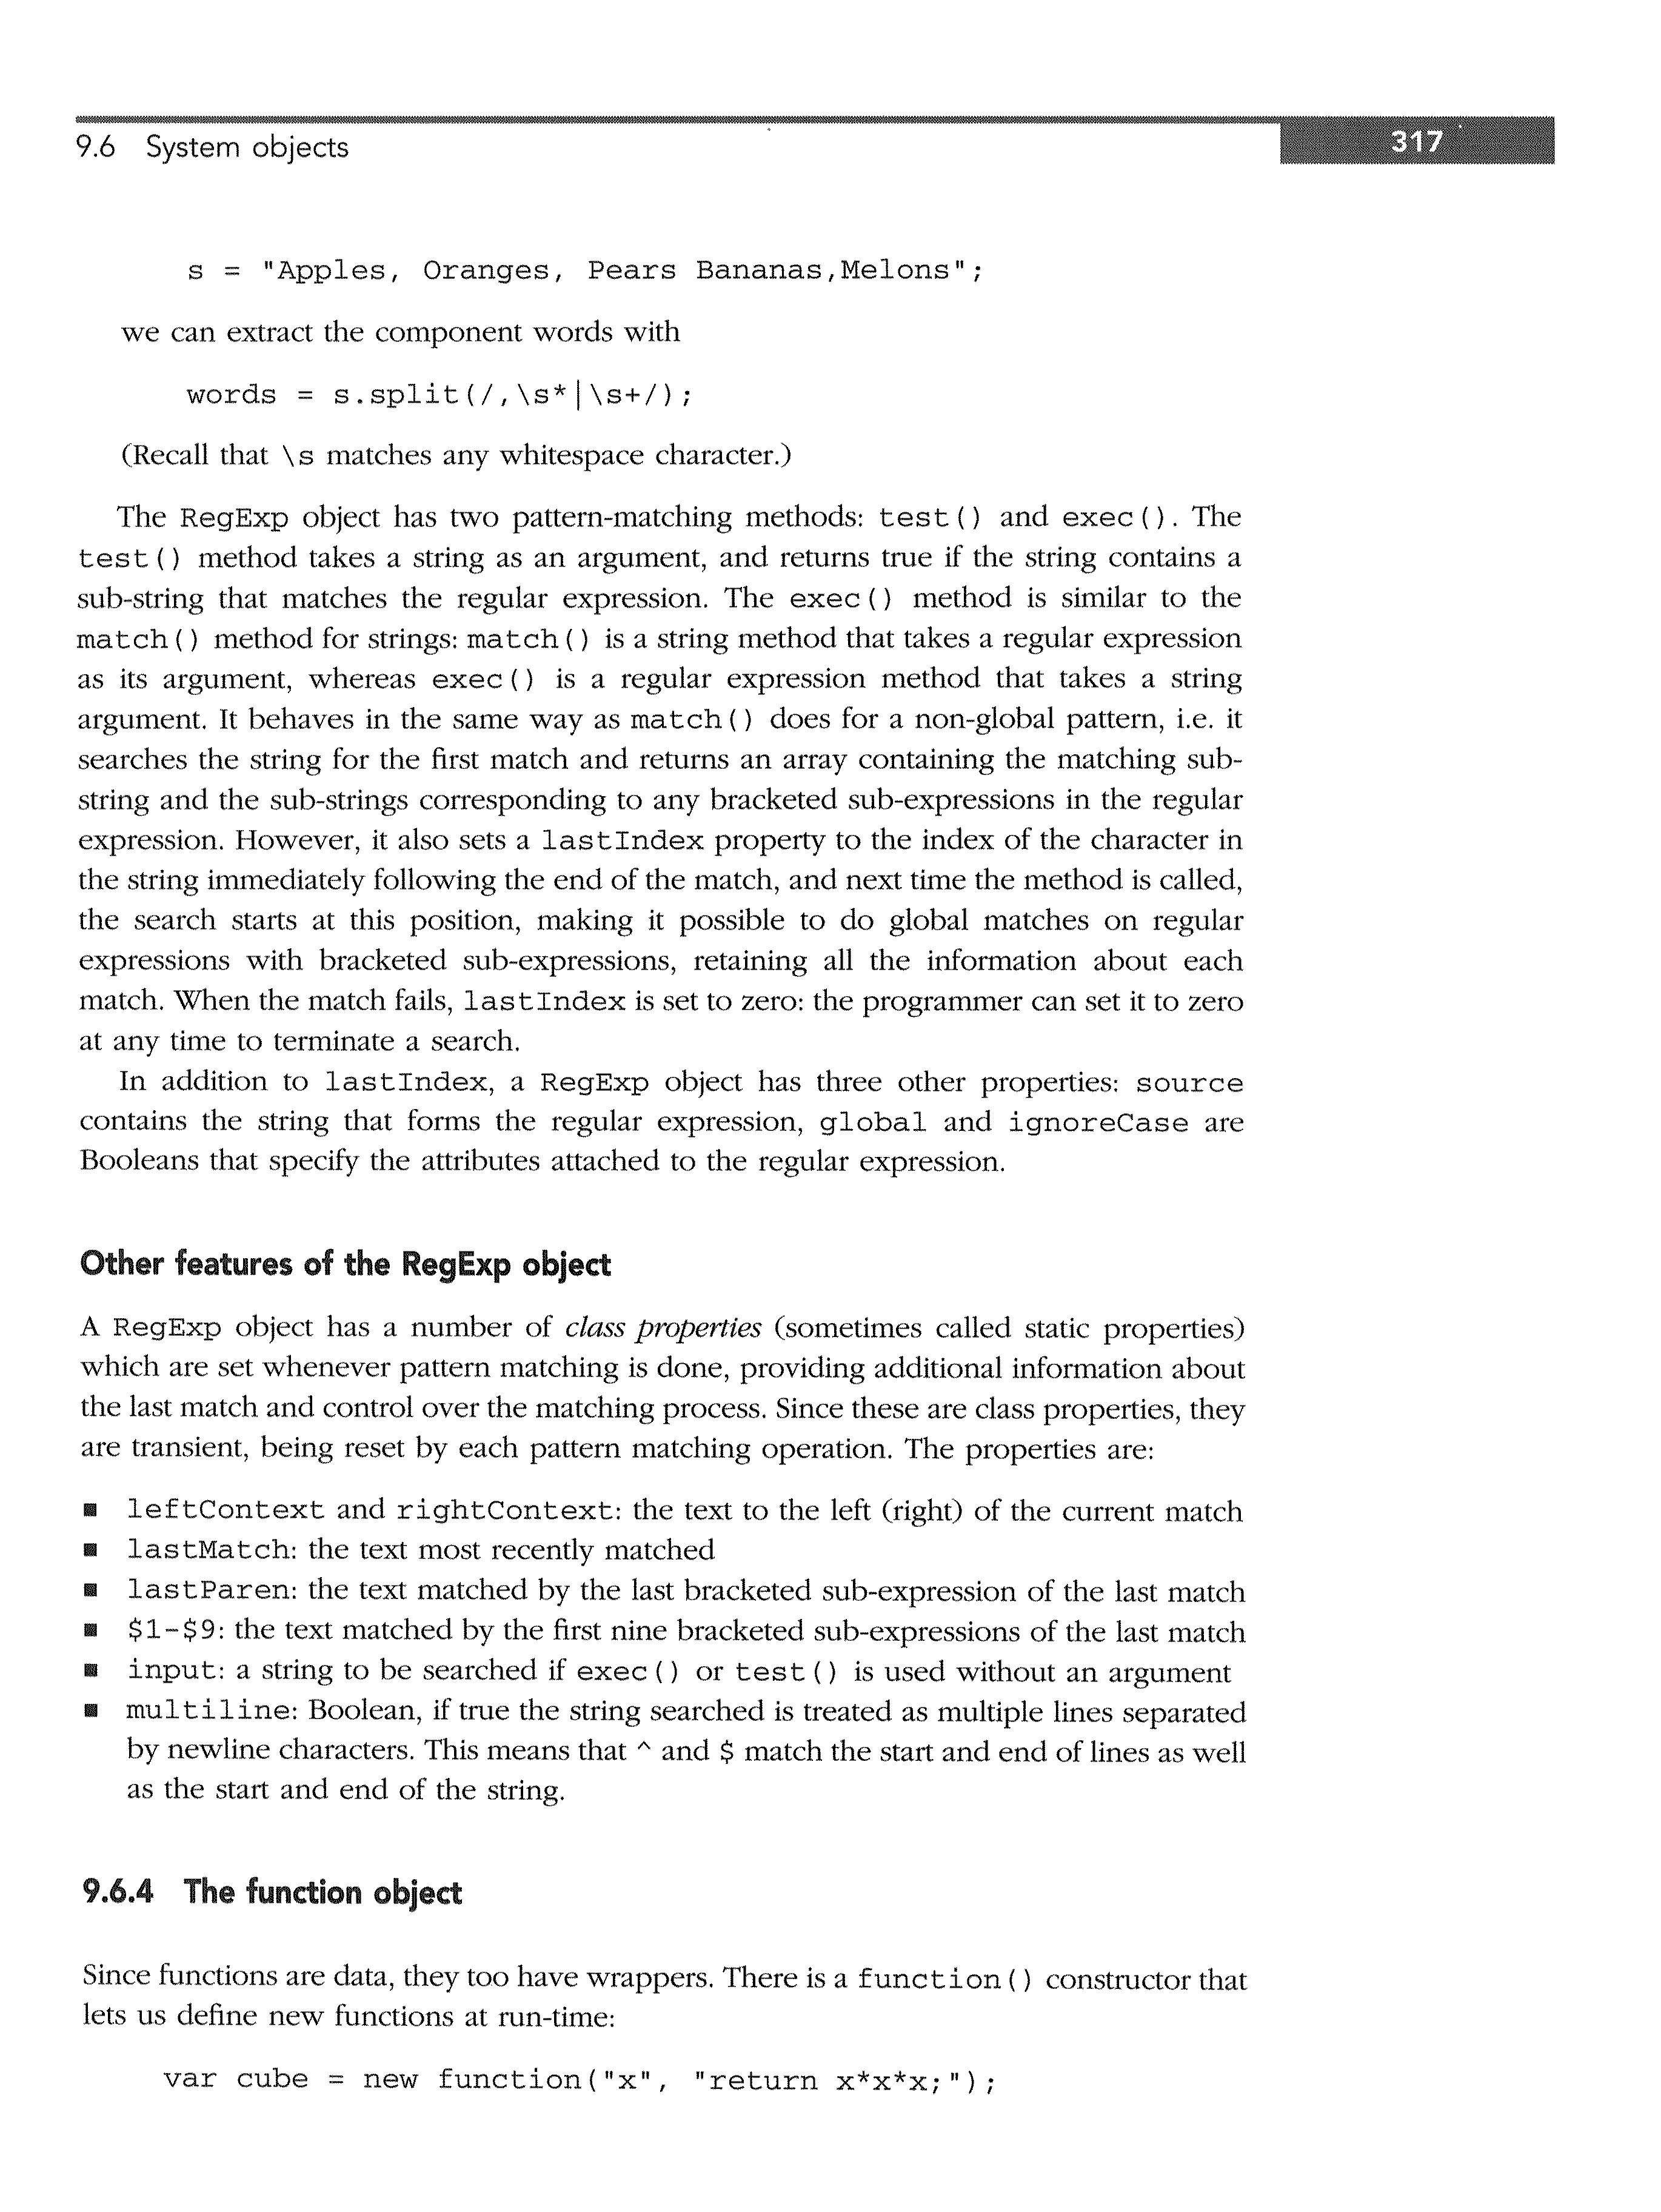 9.6 System objects
317
s = "Apples, Oranges, Pears Bananas,Melons";
we can extract the component words with
words = s.split(/,\s*|\s+/);
(Recall that \s matches any whitespace character.)
The RegExp object has two pattern-matching methods: test() and exec(). The
test() method takes a string as an argument, and returns true if the string contains a
sub-string that matches the regular expression. The exec() method is similar to the
match() method for strings: match() is a string method that takes a regular expression
as its argument, whereas exec() is a regular expression method that takes a string
argument. It behaves in the same way as match() does for a non-global pattern, i.e. it
searches the string for the first match and returns an array containing the matching sub-
string and the sub-strings corresponding to any bracketed sub-expressions in the regular
expression. However, it also sets a lastIndex property to the index of the character in
the string immediately following the end of the match, and next time the method is called,
the search starts at this position, making it possible to do global matches on regular
expressions with bracketed sub-expressions, retaining all the information about each
match. When the match fails, lastIndex is set to zero: the programmer can set it to zero
at any time to terminate a search.
In addition to lastIndex, a RegExp object has three other properties: source
contains the string that forms the regular expression, global and ignoreCase are
Booleans that specify the attributes attached to the regular expression.
Other features of the RegExp object
A RegExp object has a number of class properties (sometimes called static properties)
which are set whenever pattern matching is done, providing additional information about
the last match and control over the matching process. Since these are class properties, they
are transient, being reset by each pattern matching operation. The properties are:
■ leftContext and rightContext: the text to the left (right) of the current match
■ lastMatch: the text most recently matched
■ lastParen: the text matched by the last bracketed sub-expression of the last match
■ $1–$9: the text matched by the first nine bracketed sub-expressions of the last match
■ input: a string to be searched if exec() or test() is used without an argument
■ multiline: Boolean, if true the string searched is treated as multiple lines separated
by newline characters. This means that ^ and $ match the start and end of lines as well
as the start and end of the string.
9.6.4 The function object
Since functions are data, they too have wrappers. There is a function() constructor that
lets us define new functions at run-time:
var cube = new function("x", "return x*x*x;");